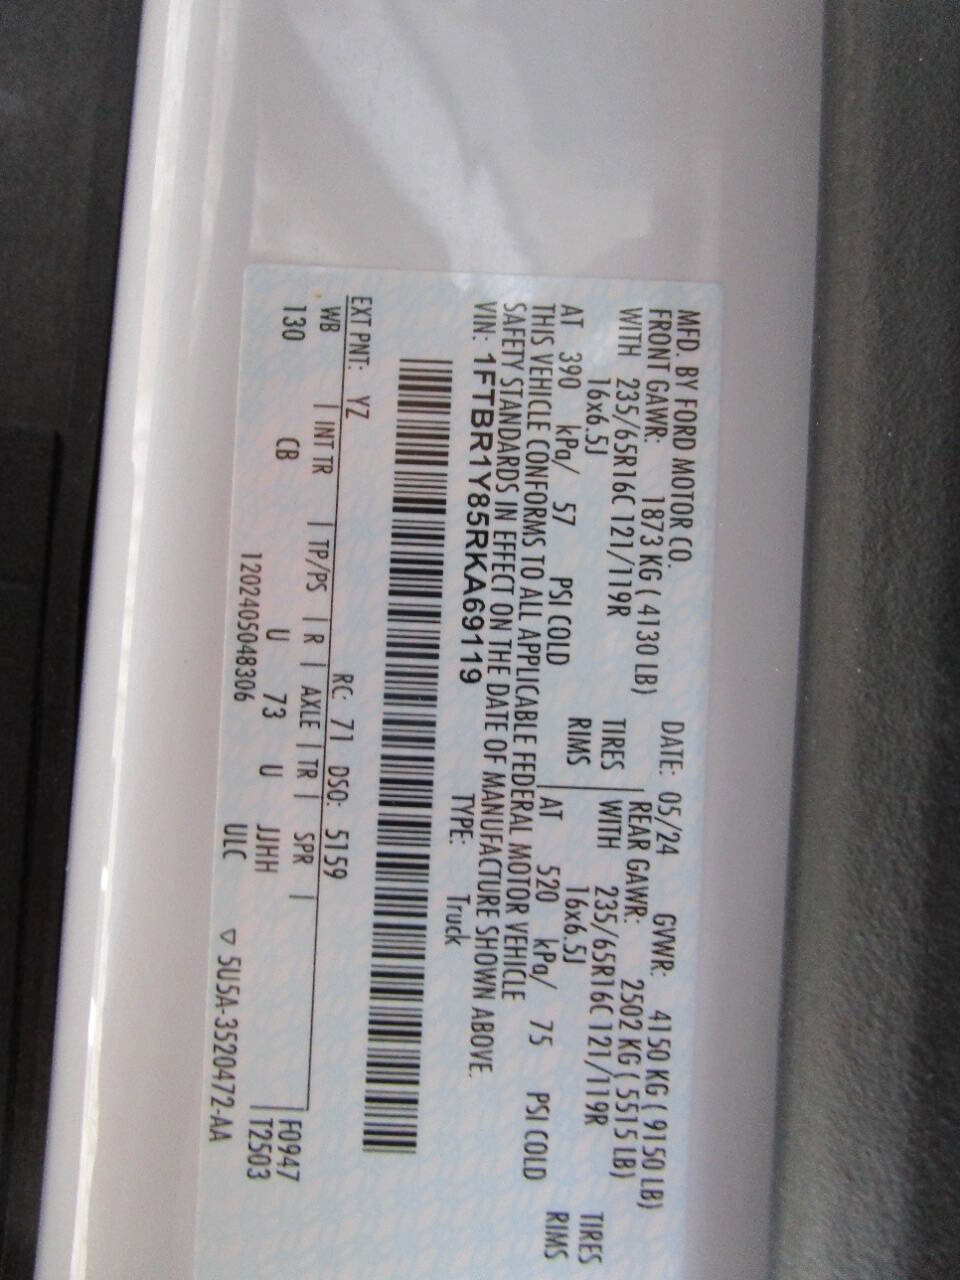 MFD. BY FORD MOTOR CO. DATE: 05/24 GVWR: 4150 KG ( 9150 LB)
FRONT GAWR: 1873 KG ( 4130 LB) REAR GAWR: 2502 KG ( 5515 LB)
WITH 235/65R16C 121/119R TIRES WITH 235/65R16C 121/119R TIRES
16x6.5J RIMS 16x6.5J RIMS
AT 390 kPa/ 57 PSI COLD AT 520 kPa/ 75 PSI COLD
THIS VEHICLE CONFORMS TO ALL APPLICABLE FEDERAL MOTOR VEHICLE
SAFETY STANDARDS IN EFFECT ON THE DATE OF MANUFACTURE SHOWN ABOVE.
VIN: 1FTBR1Y85RKA69119 TYPE: Truck
EXT PNT: YZ RC: 71 DSO: 5159
WB | INT TR | TP/PS | R | AXLE | TR | SPR | F0947
130 CB U 73 U JJHH T2503
1202405048306 ULC ▽ 5U5A-3520472-AA